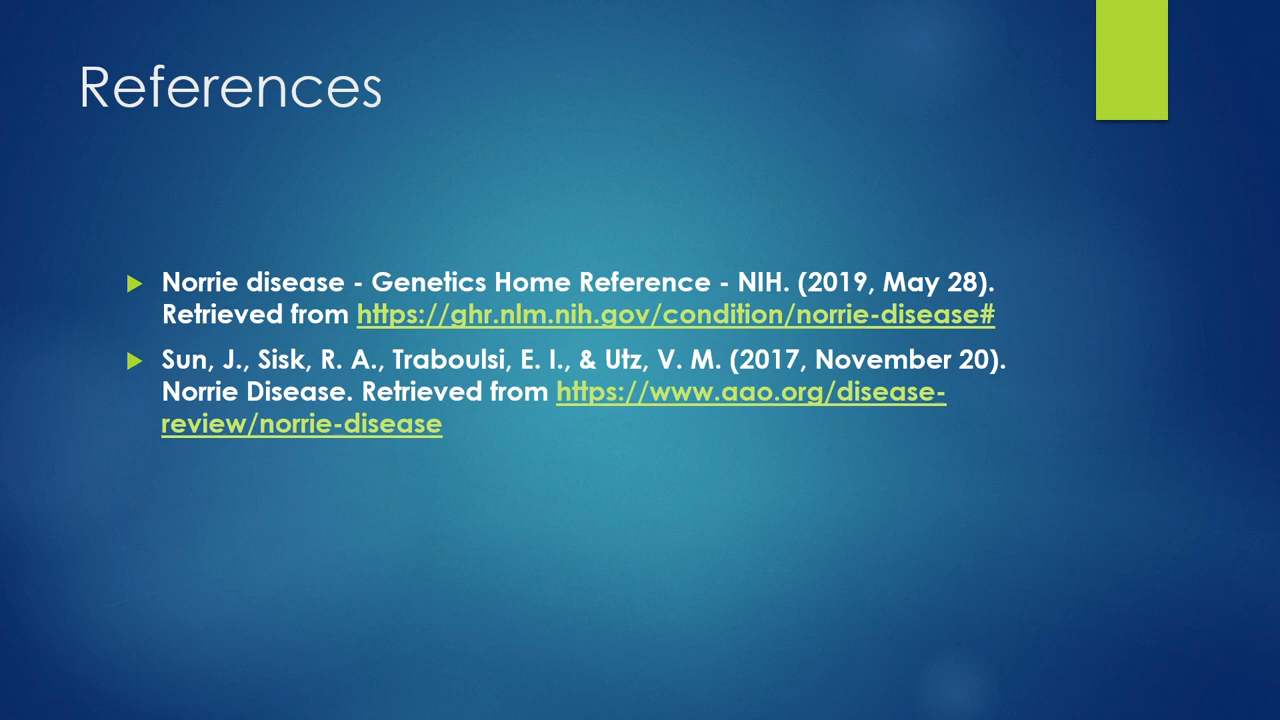 References
Norrie disease - Genetics Home Reference - NIH. (2019, May 28).
Retrieved from https://ghr.nlm.nih.gov/condition/norrie-disease#
Sun, J., Sisk, R. A., Traboulsi, E. I., & Utz, V. M. (2017, November 20).
Norrie Disease. Retrieved from https://www.aao.org/disease-
review/norrie-disease